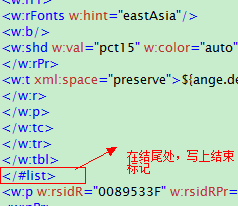 <w:rFonts w:hint="eastAsia"/>
<w:b/>
<w:shd w:val="pct15" w:color="auto"
</w:rPr>
<w:t xml:space="preserve">${ange.de
</w:r>
</w:p>
</w:tc>
</w:tr>
</w:tbl>
</#list>
在结尾处，写上结束
标记
<w:p w:rsidR="0089533F" w:rsidRPr=